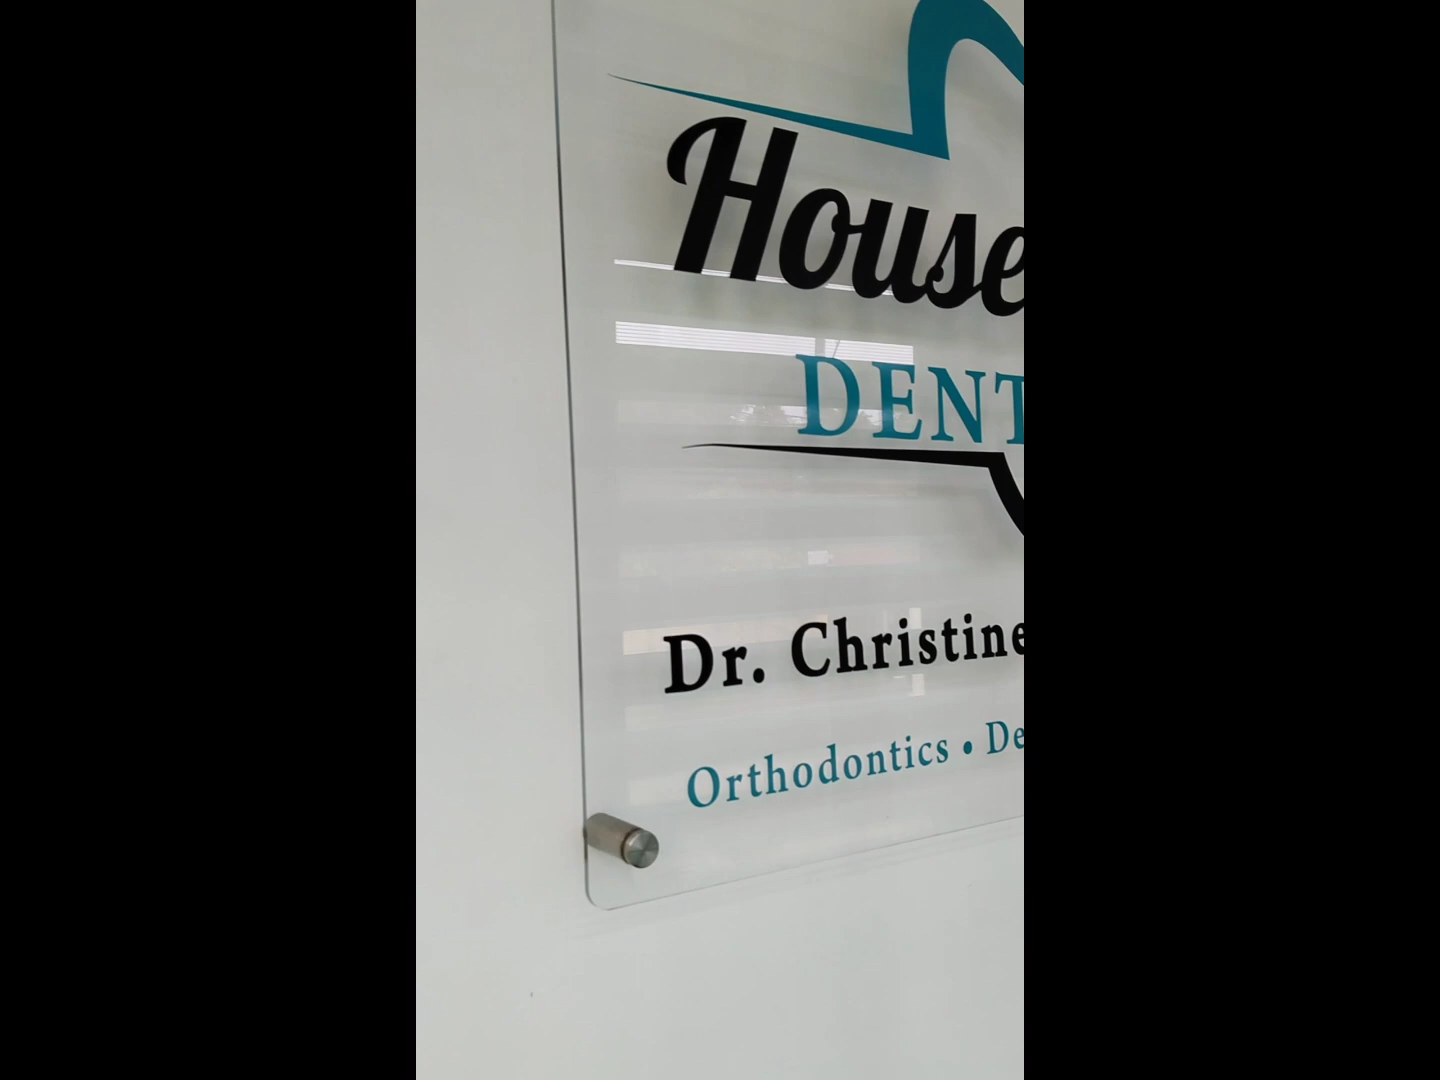 House
DENT
Dr. Christine
Orthodontics • De